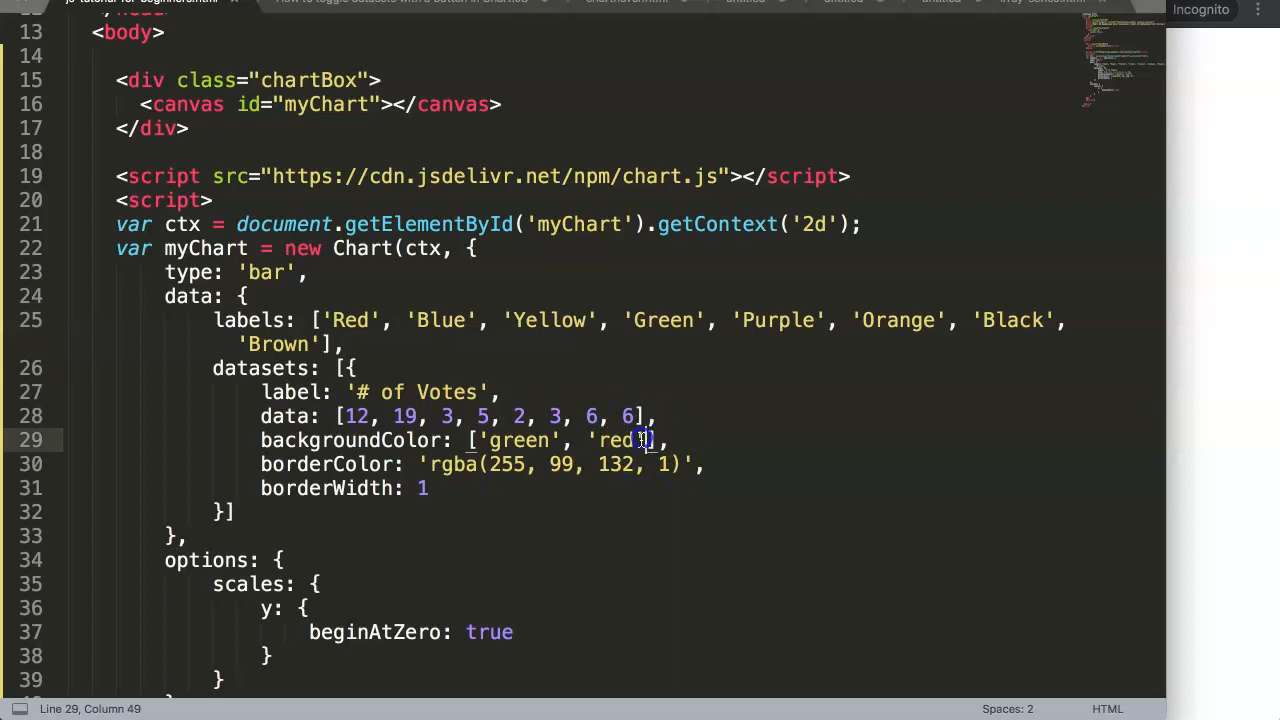 Incognito
13 <body>
14
15 <div class="chartBox">
16 <canvas id="myChart"></canvas>
17 </div>
18
19 <script src="https://cdn.jsdelivr.net/npm/chart.js"></script>
20 <script>
21 var ctx = document.getElementById('myChart').getContext('2d');
22 var myChart = new Chart(ctx, {
23 type: 'bar',
24 data: {
25 labels: ['Red', 'Blue', 'Yellow', 'Green', 'Purple', 'Orange', 'Black',
'Brown'],
26 datasets: [{
27 label: '# of Votes',
28 data: [12, 19, 3, 5, 2, 3, 6, 6],
29 backgroundColor: ['green', 'red'],
30 borderColor: 'rgba(255, 99, 132, 1)',
31 borderWidth: 1
32 }]
33 },
34 options: {
35 scales: {
36 y: {
37 beginAtZero: true
38 }
39 }
Line 29, Column 49 Spaces: 2 HTML